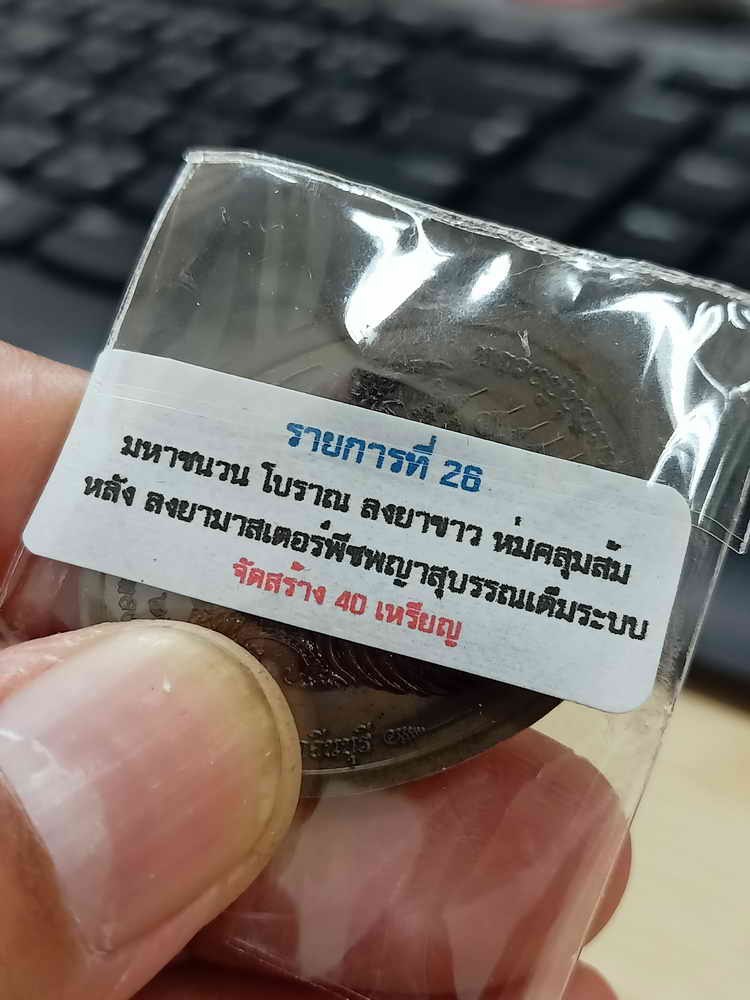 รายการที่ 26
มหาชนวน โบราณ ลงยาขาว ห่มคลุมส้ม
หลัง ลงยามาสเตอร์พีชพญาสุบรรณเต็มระบบ
จัดสร้าง 40 เหรียญ